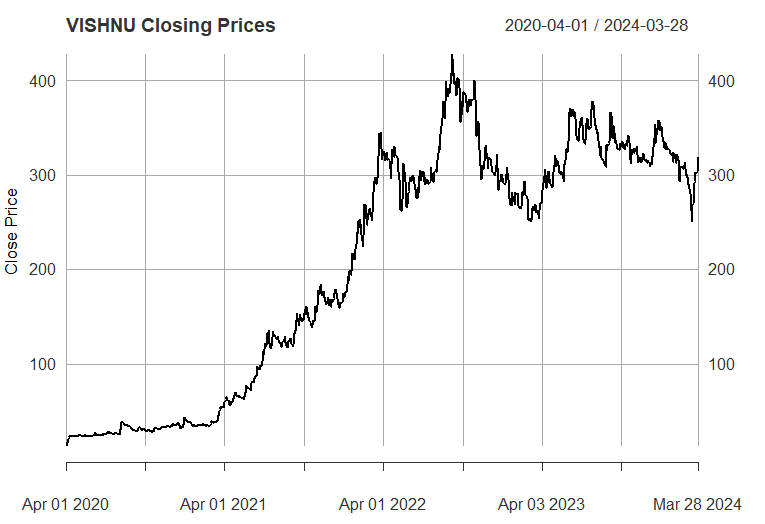 VISHNU Closing Prices 2020-04-01 / 2024-03-28
Close Price
400 400
300 300
200 200
100 100
Apr 01 2020 Apr 01 2021 Apr 01 2022 Apr 03 2023 Mar 28 2024